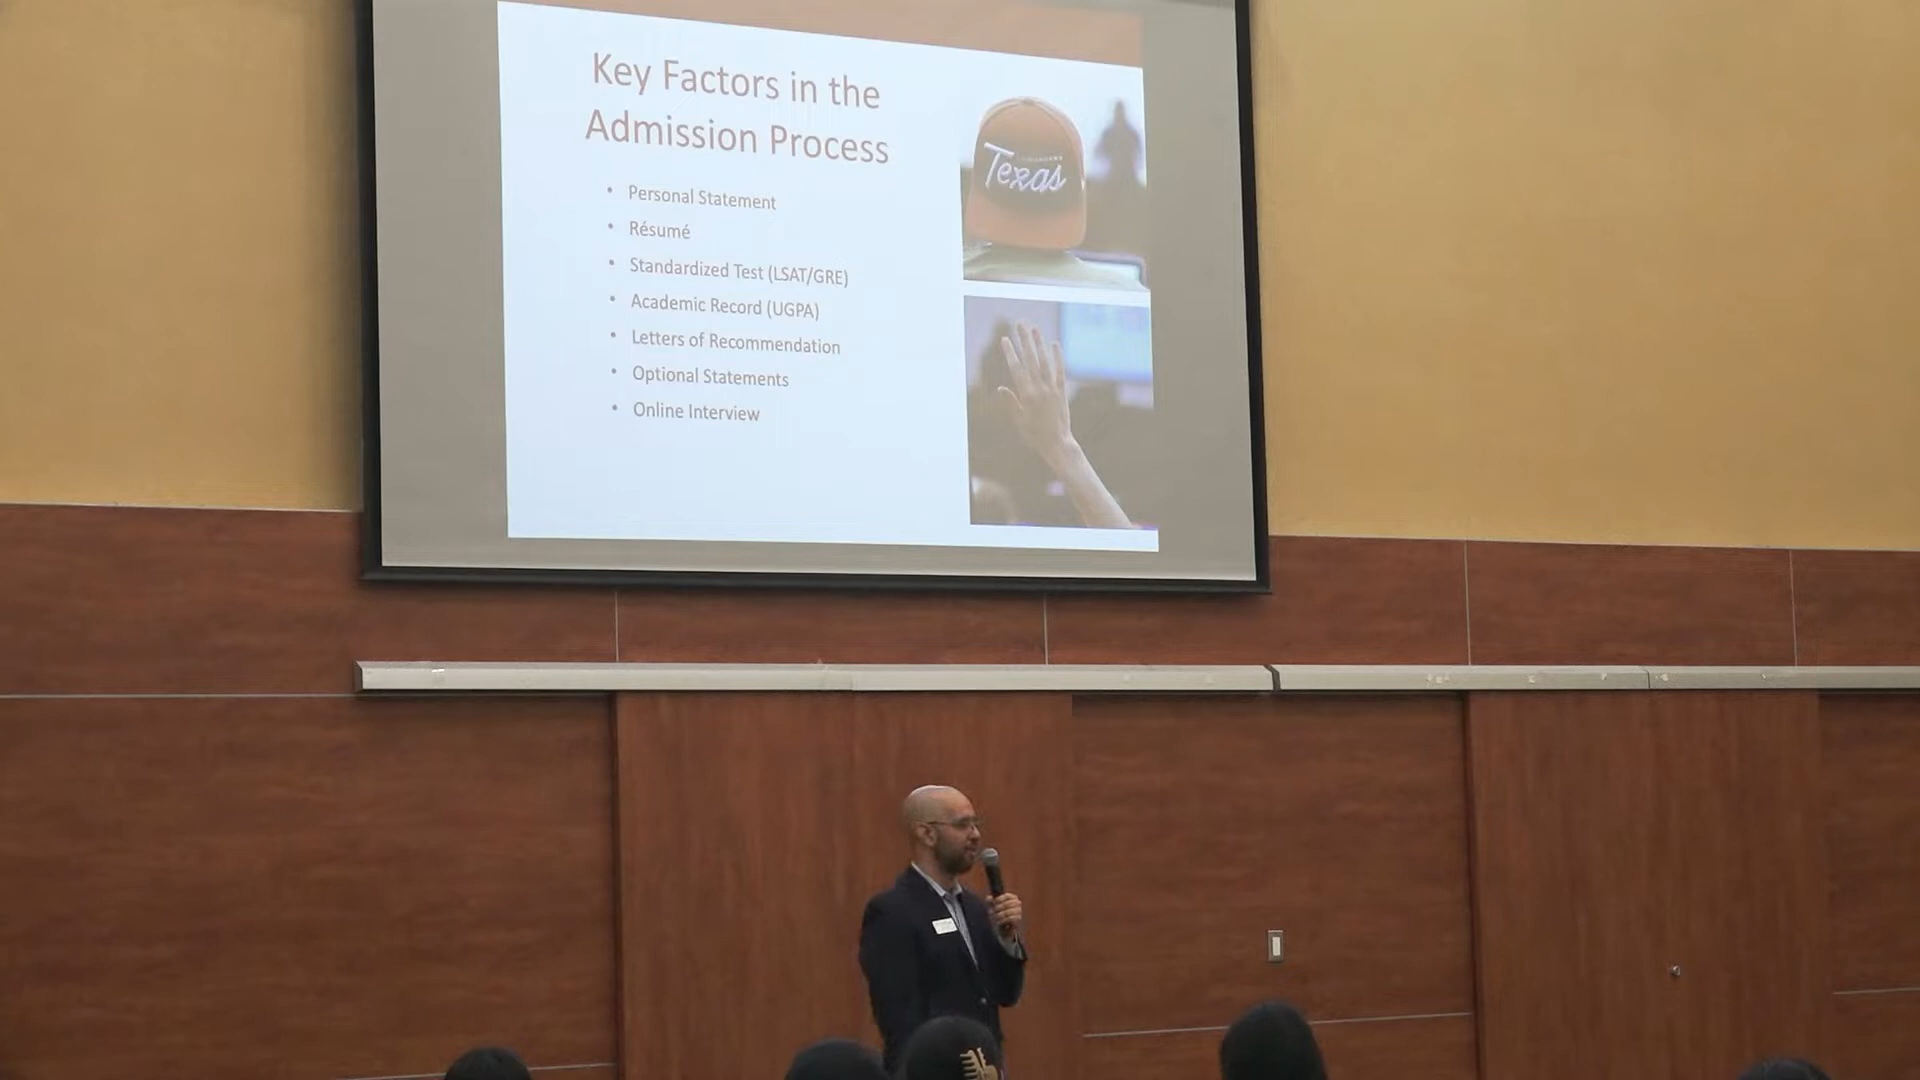 Key Factors in the
Admission Process
• Personal Statement
• Résumé
• Standardized Test (LSAT/GRE)
• Academic Record (UGPA)
• Letters of Recommendation
• Optional Statements
• Online Interview
Texas